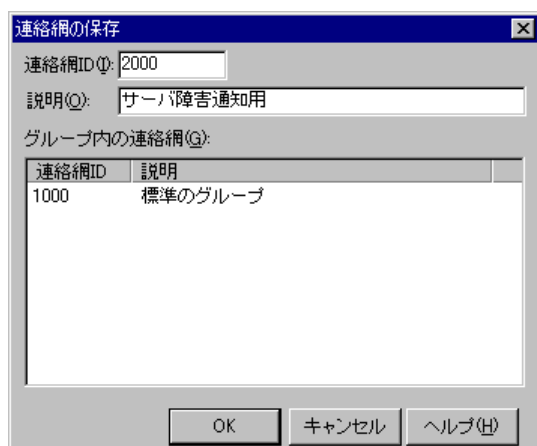 連絡網の保存
連絡網ID(I): 2000
説明(O): サーバ障害通知用
グループ内の連絡網(G):
連絡網ID 説明
1000 標準のグループ
OK キャンセル ヘルプ(H)